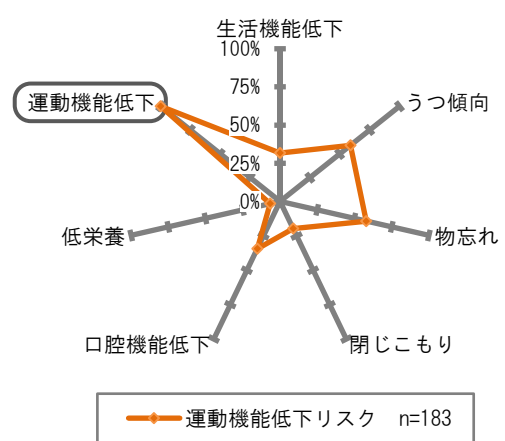 生活機能低下
100%
75%
50%
25%
0%
うつ傾向
運動機能低下
低栄養
物忘れ
口腔機能低下
閉じこもり
運動機能低下リスク n=183